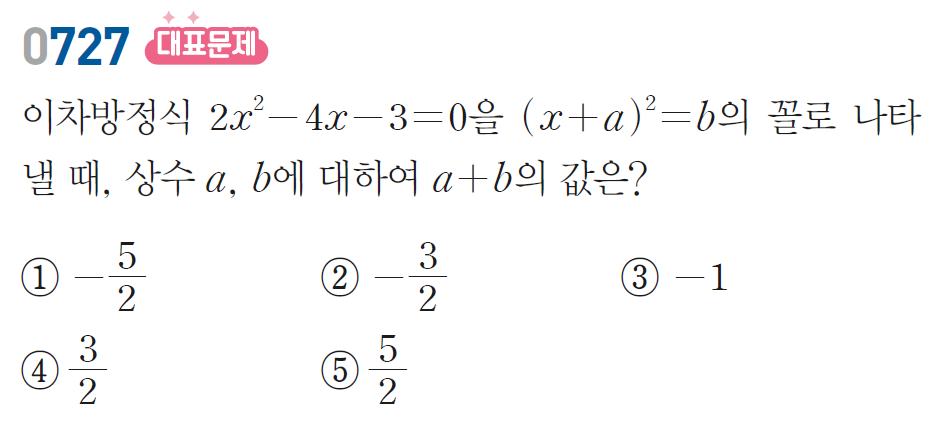 0727 대표문제
이차방정식 2x²-4x-3=0을 (x+a)²=b의 꼴로 나타
낼 때, 상수 a, b에 대하여 a+b의 값은?
① -5/2 ② -3/2 ③ -1
④ 3/2 ⑤ 5/2